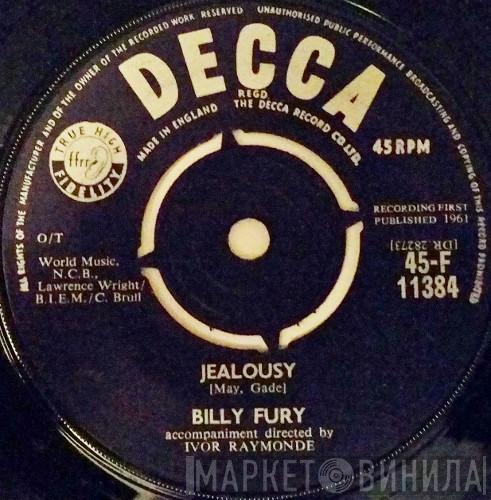 ALL RIGHTS OF THE MANUFACTURER AND OF THE OWNER OF THE RECORDED WORK RESERVED UNAUTHORISED PUBLIC PERFORMANCE BROADCASTING AND COPYING OF THIS RECORD PROHIBITED
DECCA
REGD.
MADE IN ENGLAND THE DECCA RECORD CO. LTD.
TRUE HIGH
ffrr
FIDELITY
45 RPM
RECORDING FIRST
PUBLISHED 1961
[DR 28273]
45-F
11384
O/T
World Music,
N.C.B.,
Lawrence Wright/
B.I.E.M./C. Brull
JEALOUSY
[May, Gade]
BILLY FURY
accompaniment directed by
IVOR RAYMONDE
МАРКЕТ ВИНИЛА